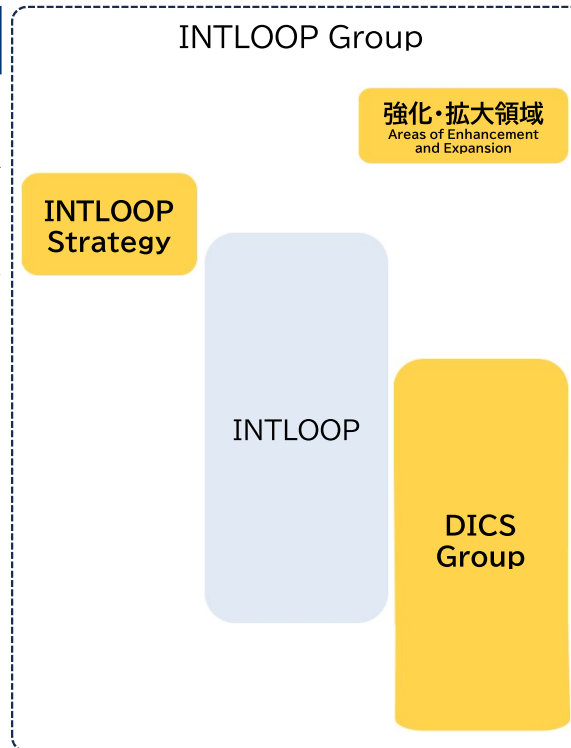 INTLOOP Group
強化・拡大領域
Areas of Enhancement
and Expansion
INTLOOP
Strategy
INTLOOP
DICS
Group